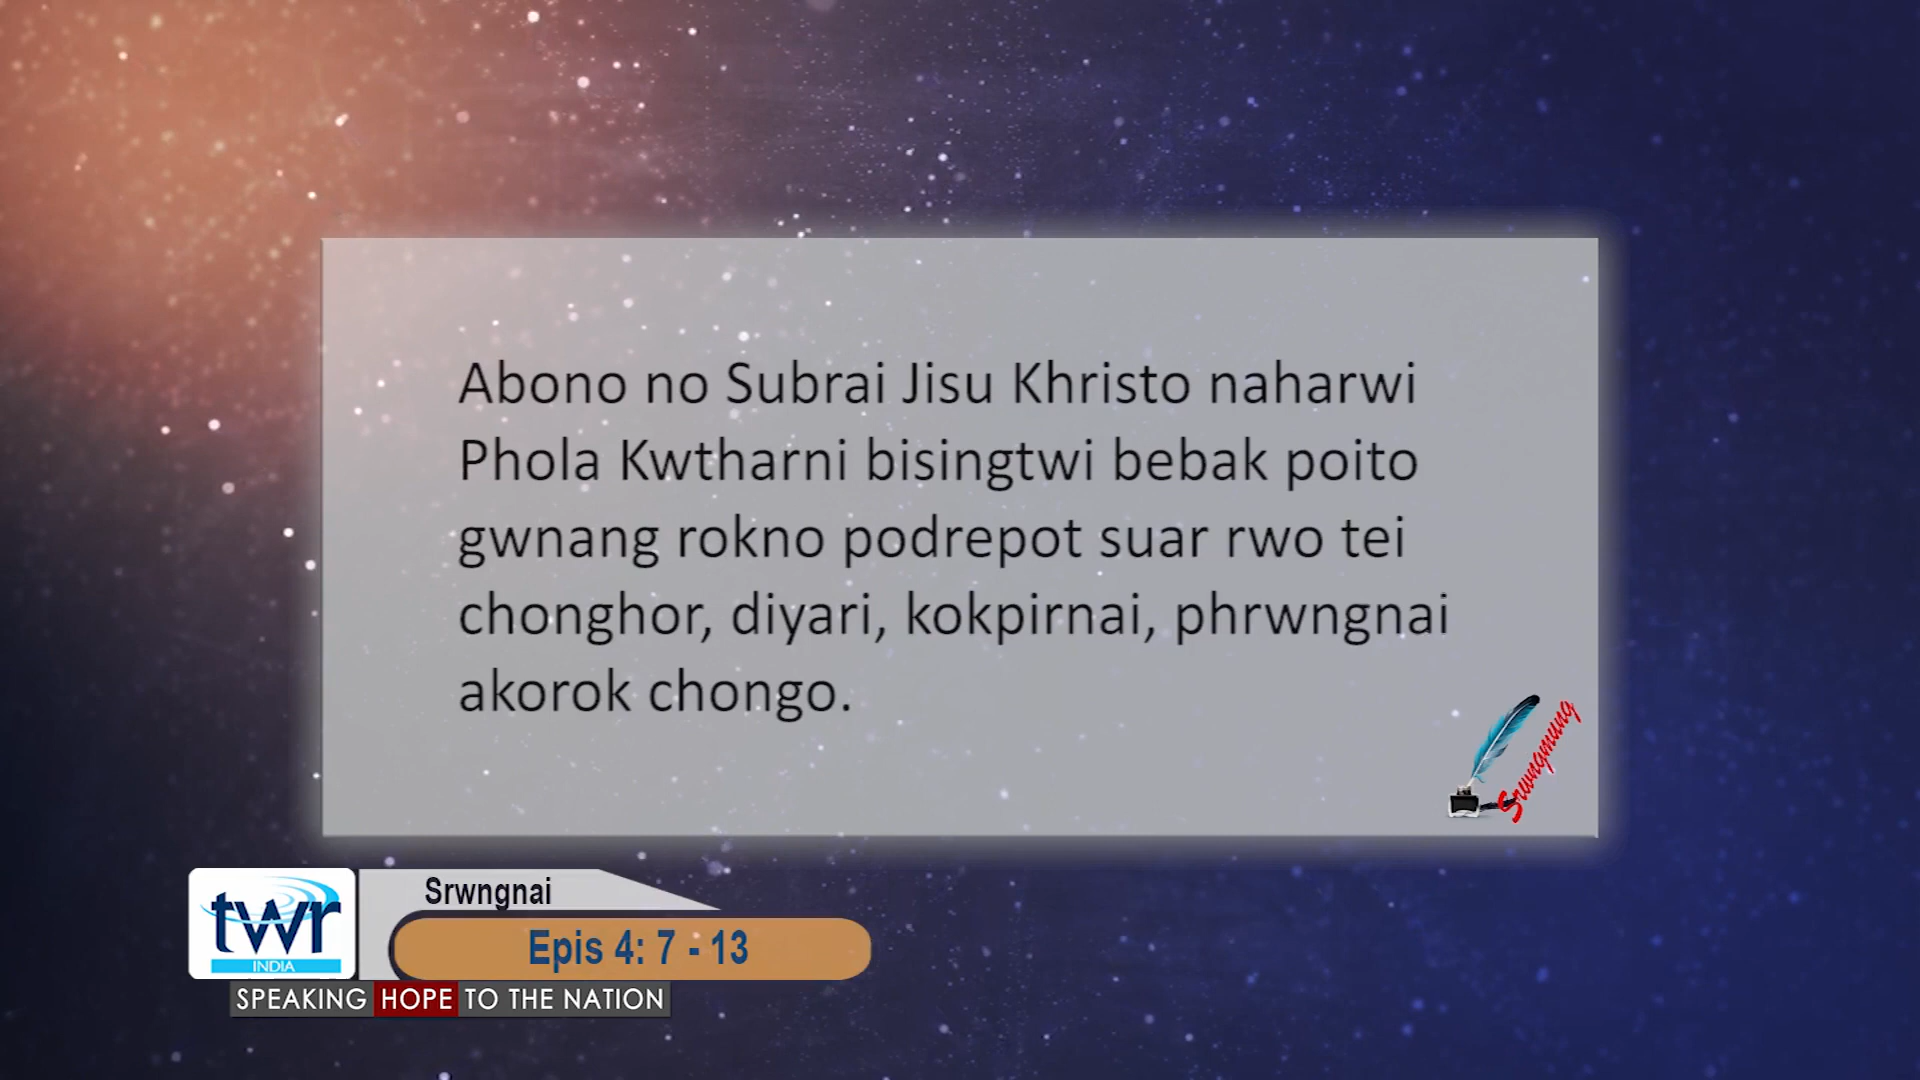 Abono no Subrai Jisu Khristo naharwi
Phola Kwtharni bisingtwi bebak poito
gwnang rokno podrepot suar rwo tei
chonghor, diyari, kokpirnai, phrwngnai
akorok chongo.
Srwngmung
twr
INDIA
Srwngnai
Epis 4: 7 - 13
SPEAKING HOPE TO THE NATION